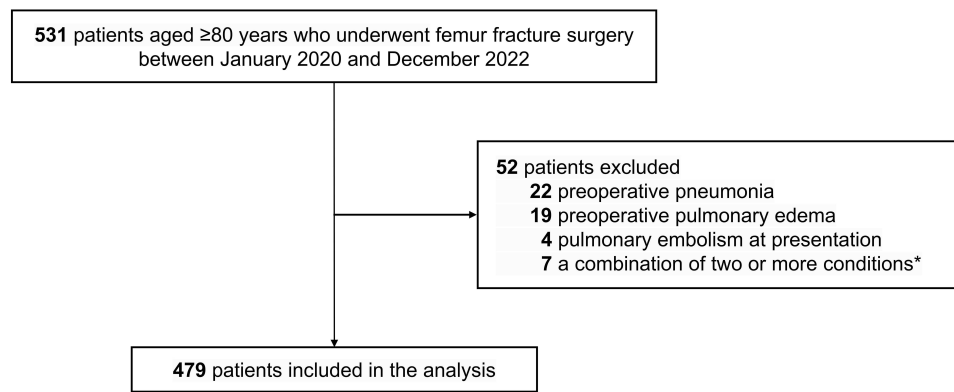 531 patients aged ≥80 years who underwent femur fracture surgery
between January 2020 and December 2022
52 patients excluded
22 preoperative pneumonia
19 preoperative pulmonary edema
4 pulmonary embolism at presentation
7 a combination of two or more conditions*
479 patients included in the analysis